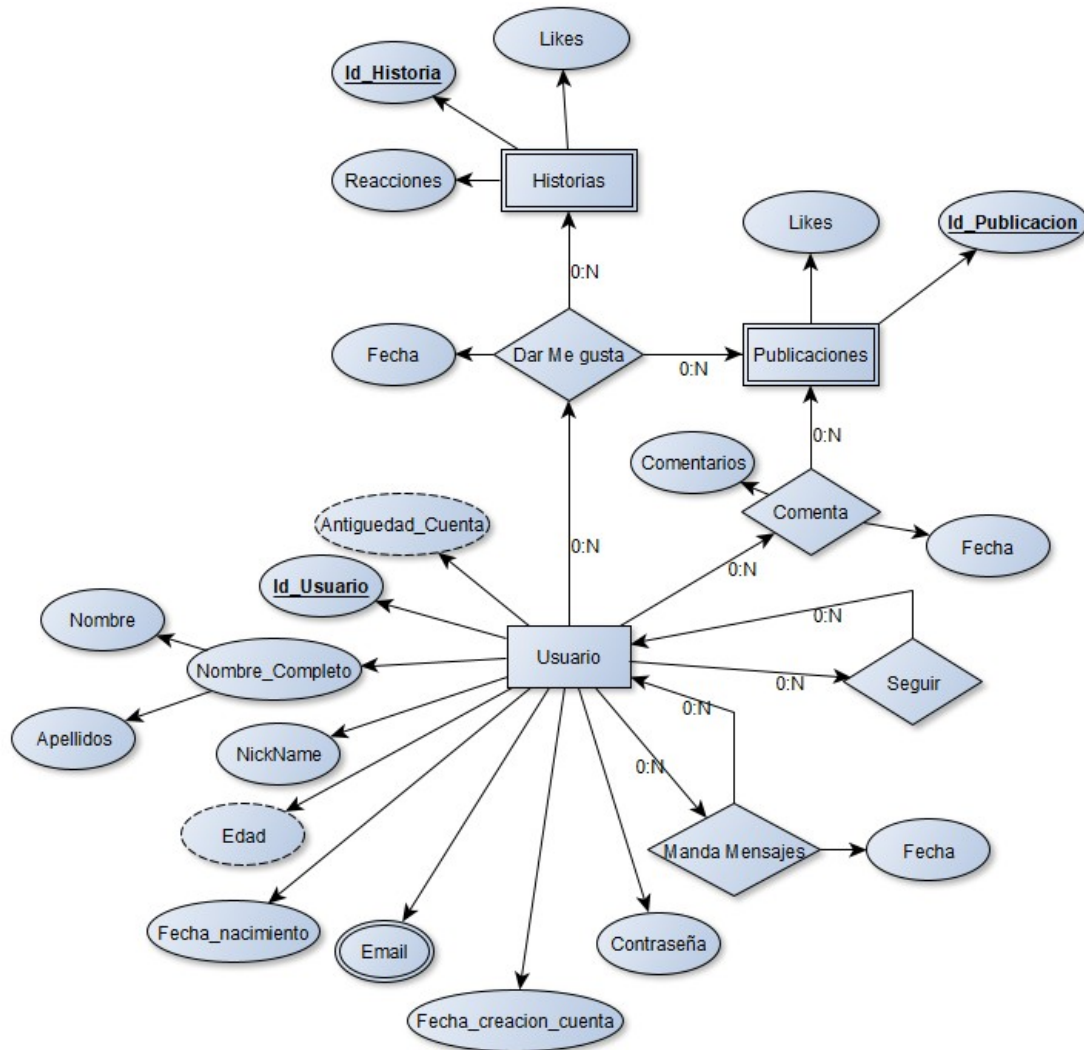 Likes
Id_Historia
Reacciones
Historias
Likes
Id_Publicacion
0:N
Fecha
Dar Me gusta
0:N
Publicaciones
0:N
Comentarios
Comenta
Fecha
Antiguedad_Cuenta
0:N
0:N
Id_Usuario
Nombre
Nombre_Completo
Apellidos
Usuario
0:N
0:N
Seguir
0:N
NickName
0:N
Edad
Manda Mensajes
Fecha
Fecha_nacimiento
Email
Contraseña
Fecha_creacion_cuenta